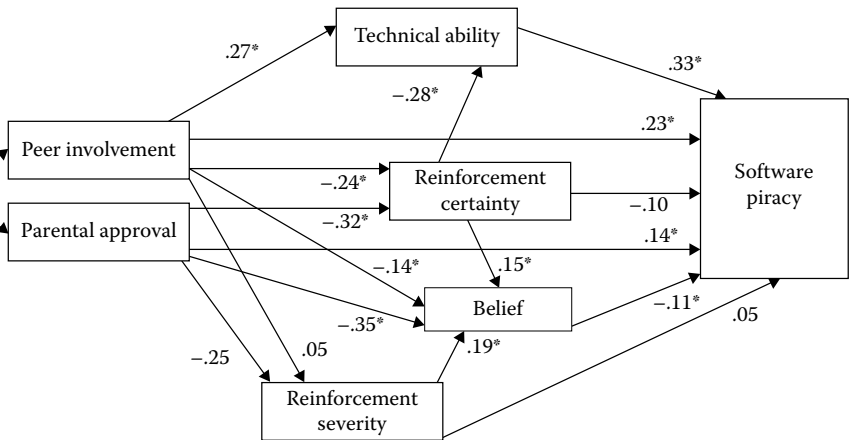 Technical ability
.27*
.33*
−.28*
Peer involvement
.23*
Software
piracy
−.24*
Reinforcement
certainty
−.10
Parental approval
−.32*
.14*
−.14*
.15*
Belief
−.11*
−.35*
.05
−.25
.05
.19*
Reinforcement
severity